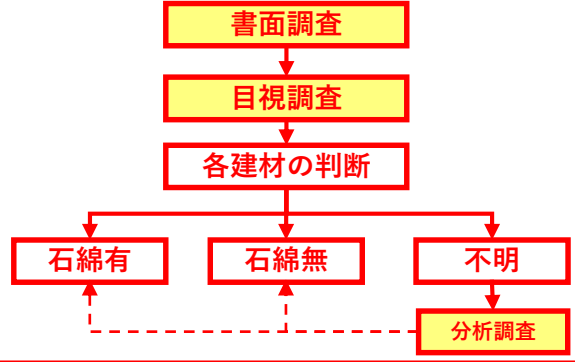 書面調査
目視調査
各建材の判断
石綿有
石綿無
不明
分析調査